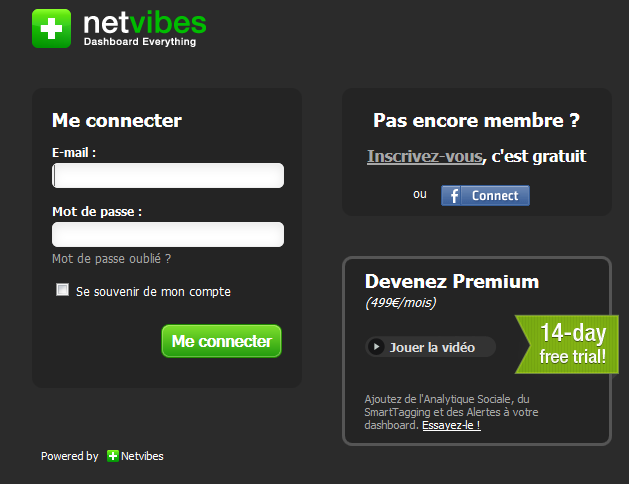 netvibes
Dashboard Everything
Me connecter
E-mail :
Mot de passe :
Mot de passe oublié ?
Se souvenir de mon compte
Me connecter
Pas encore membre ?
Inscrivez-vous, c'est gratuit
ou
f Connect
Devenez Premium
(499€/mois)
Jouer la vidéo
14-day
free trial!
Ajoutez de l'Analytique Sociale, du
SmartTagging et des Alertes à votre
dashboard. Essayez-le !
Powered by Netvibes